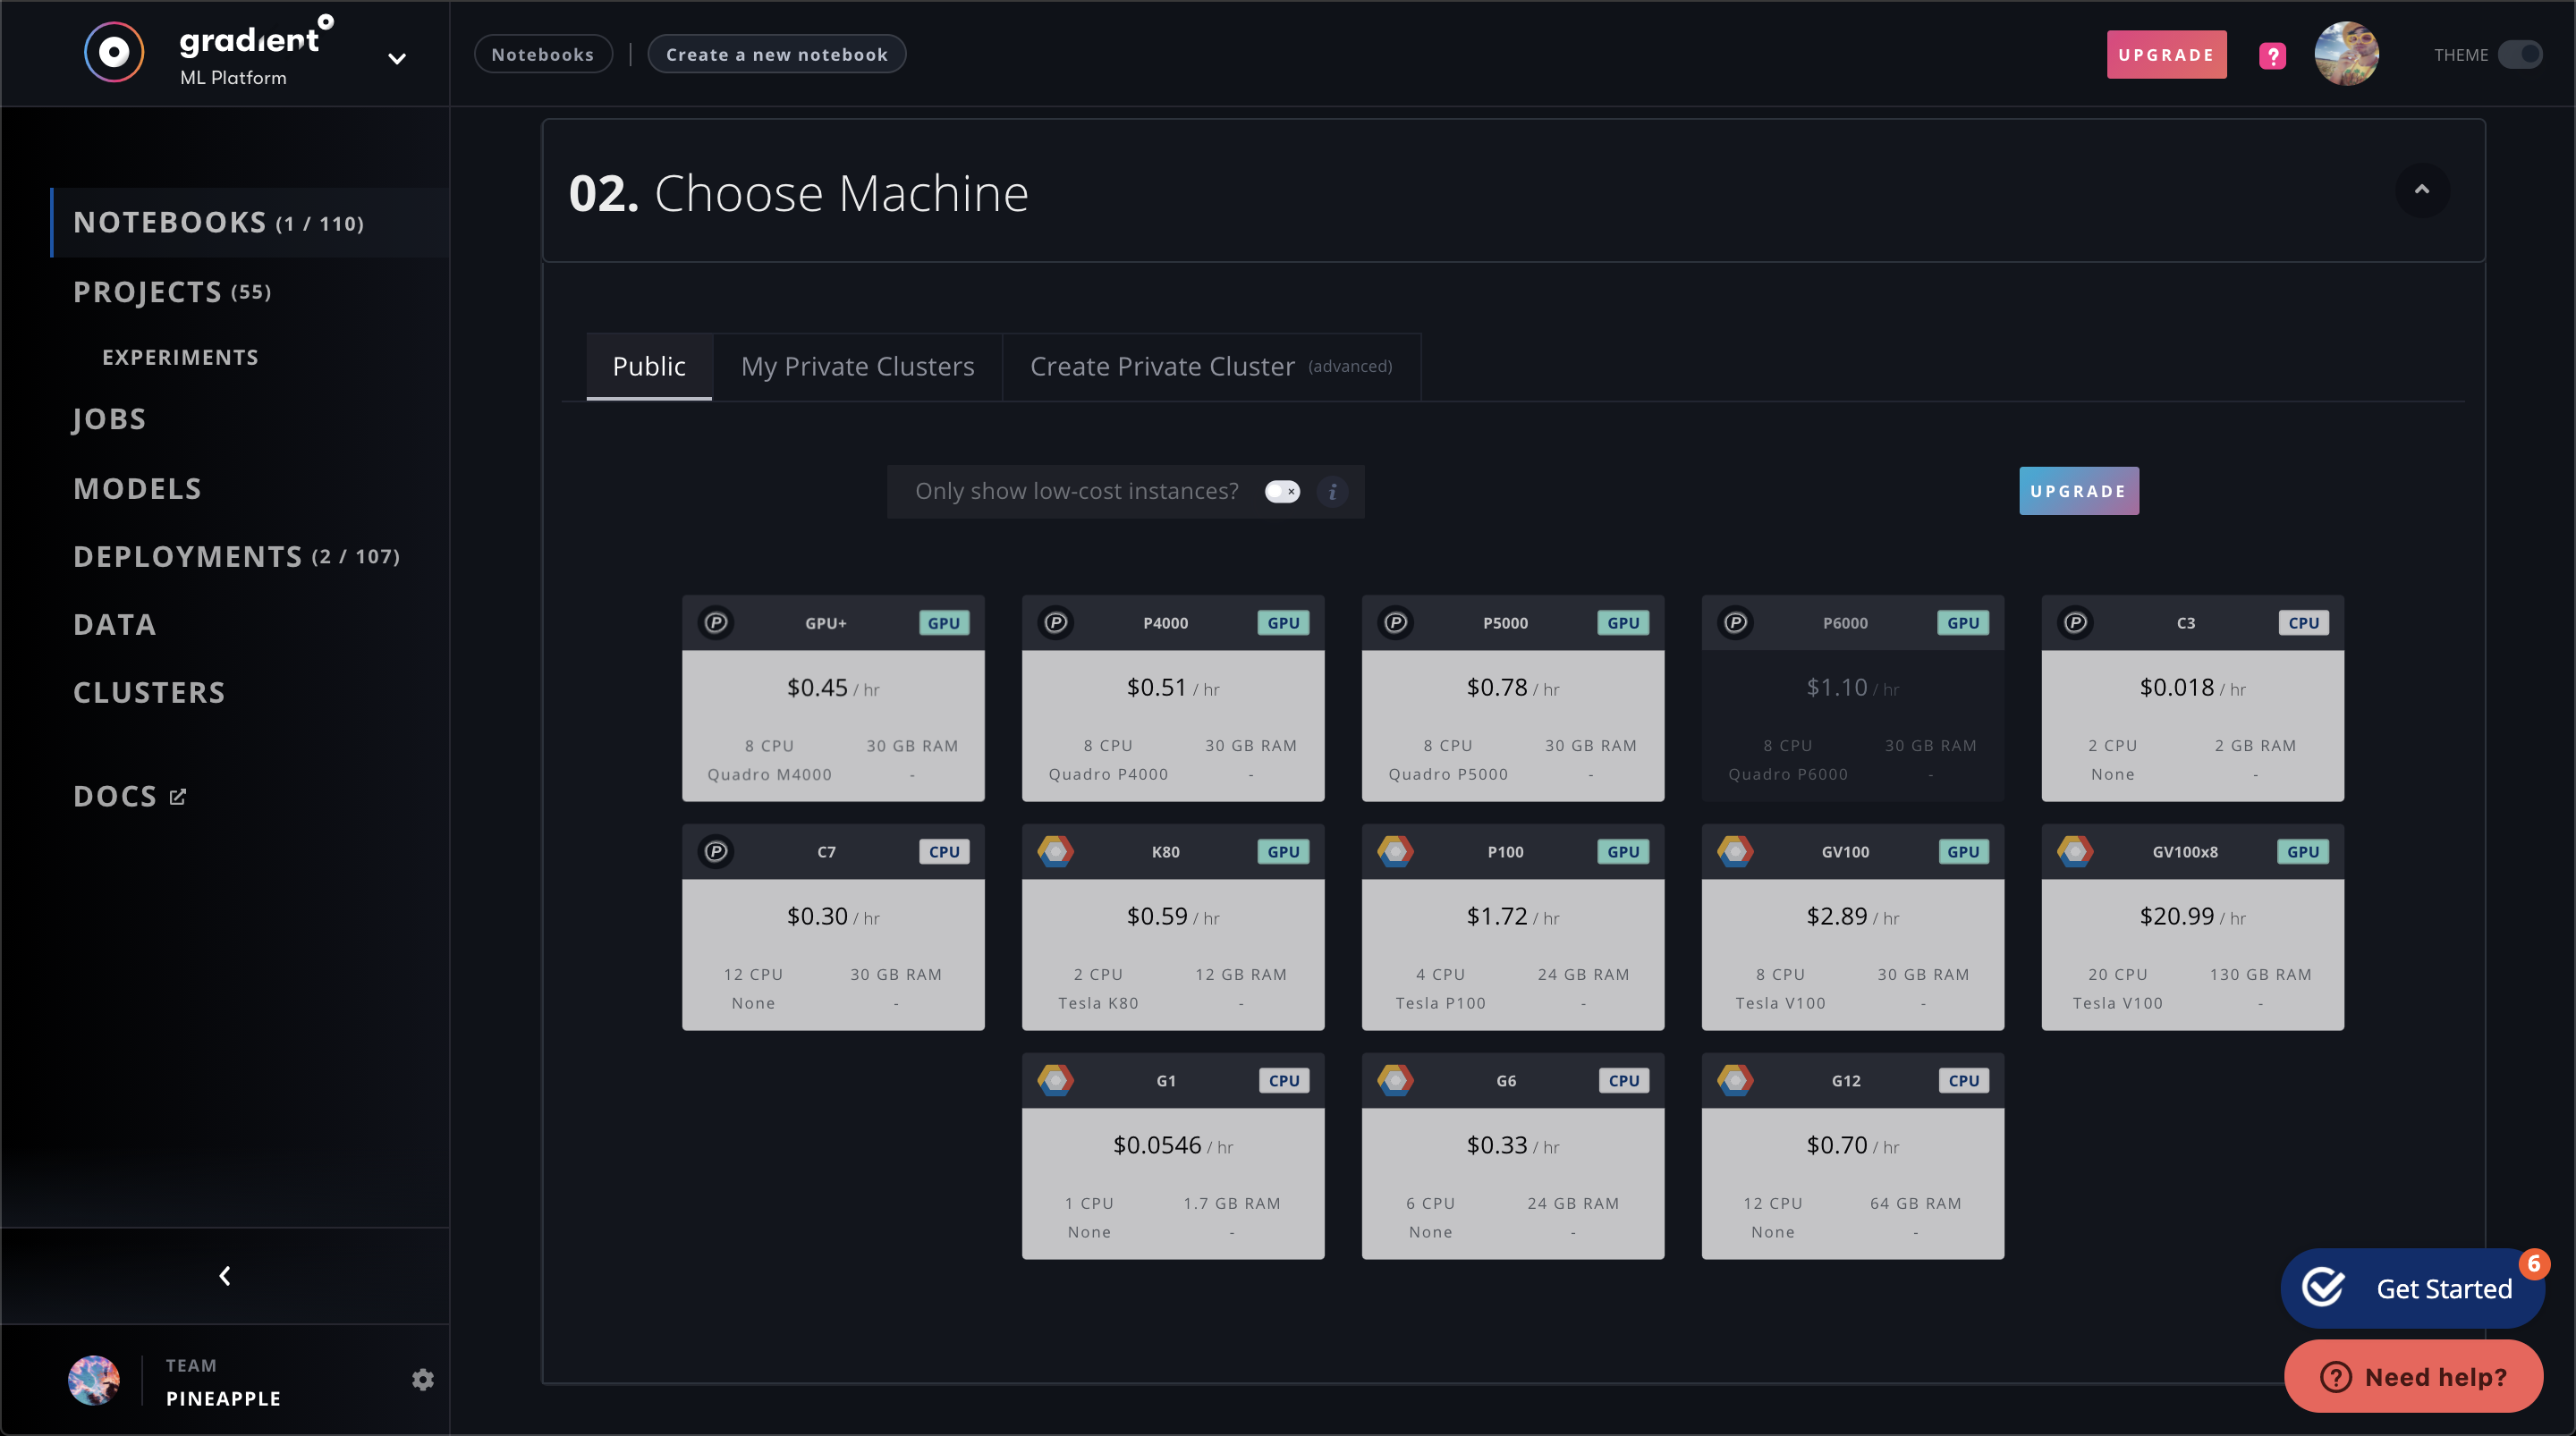 gradient
ML Platform
Notebooks | Create a new notebook
UPGRADE
?
THEME
NOTEBOOKS (1 / 110)
PROJECTS (55)
EXPERIMENTS
JOBS
MODELS
DEPLOYMENTS (2 / 107)
DATA
CLUSTERS
DOCS
TEAM
PINEAPPLE
02. Choose Machine
Public
My Private Clusters
Create Private Cluster (advanced)
Only show low-cost instances?
i
UPGRADE
P GPU+ GPU
$0.45 / hr
8 CPU 30 GB RAM
Quadro M4000 -
P P4000 GPU
$0.51 / hr
8 CPU 30 GB RAM
Quadro P4000 -
P P5000 GPU
$0.78 / hr
8 CPU 30 GB RAM
Quadro P5000 -
P P6000 GPU
$1.10 / hr
8 CPU 30 GB RAM
Quadro P6000 -
P C3 CPU
$0.018 / hr
2 CPU 2 GB RAM
None -
P C7 CPU
$0.30 / hr
12 CPU 30 GB RAM
None -
K80 GPU
$0.59 / hr
2 CPU 12 GB RAM
Tesla K80 -
P100 GPU
$1.72 / hr
4 CPU 24 GB RAM
Tesla P100 -
GV100 GPU
$2.89 / hr
8 CPU 30 GB RAM
Tesla V100 -
GV100x8 GPU
$20.99 / hr
20 CPU 130 GB RAM
Tesla V100 -
G1 CPU
$0.0546 / hr
1 CPU 1.7 GB RAM
None -
G6 CPU
$0.33 / hr
6 CPU 24 GB RAM
None -
G12 CPU
$0.70 / hr
12 CPU 64 GB RAM
None -
Get Started
6
? Need help?